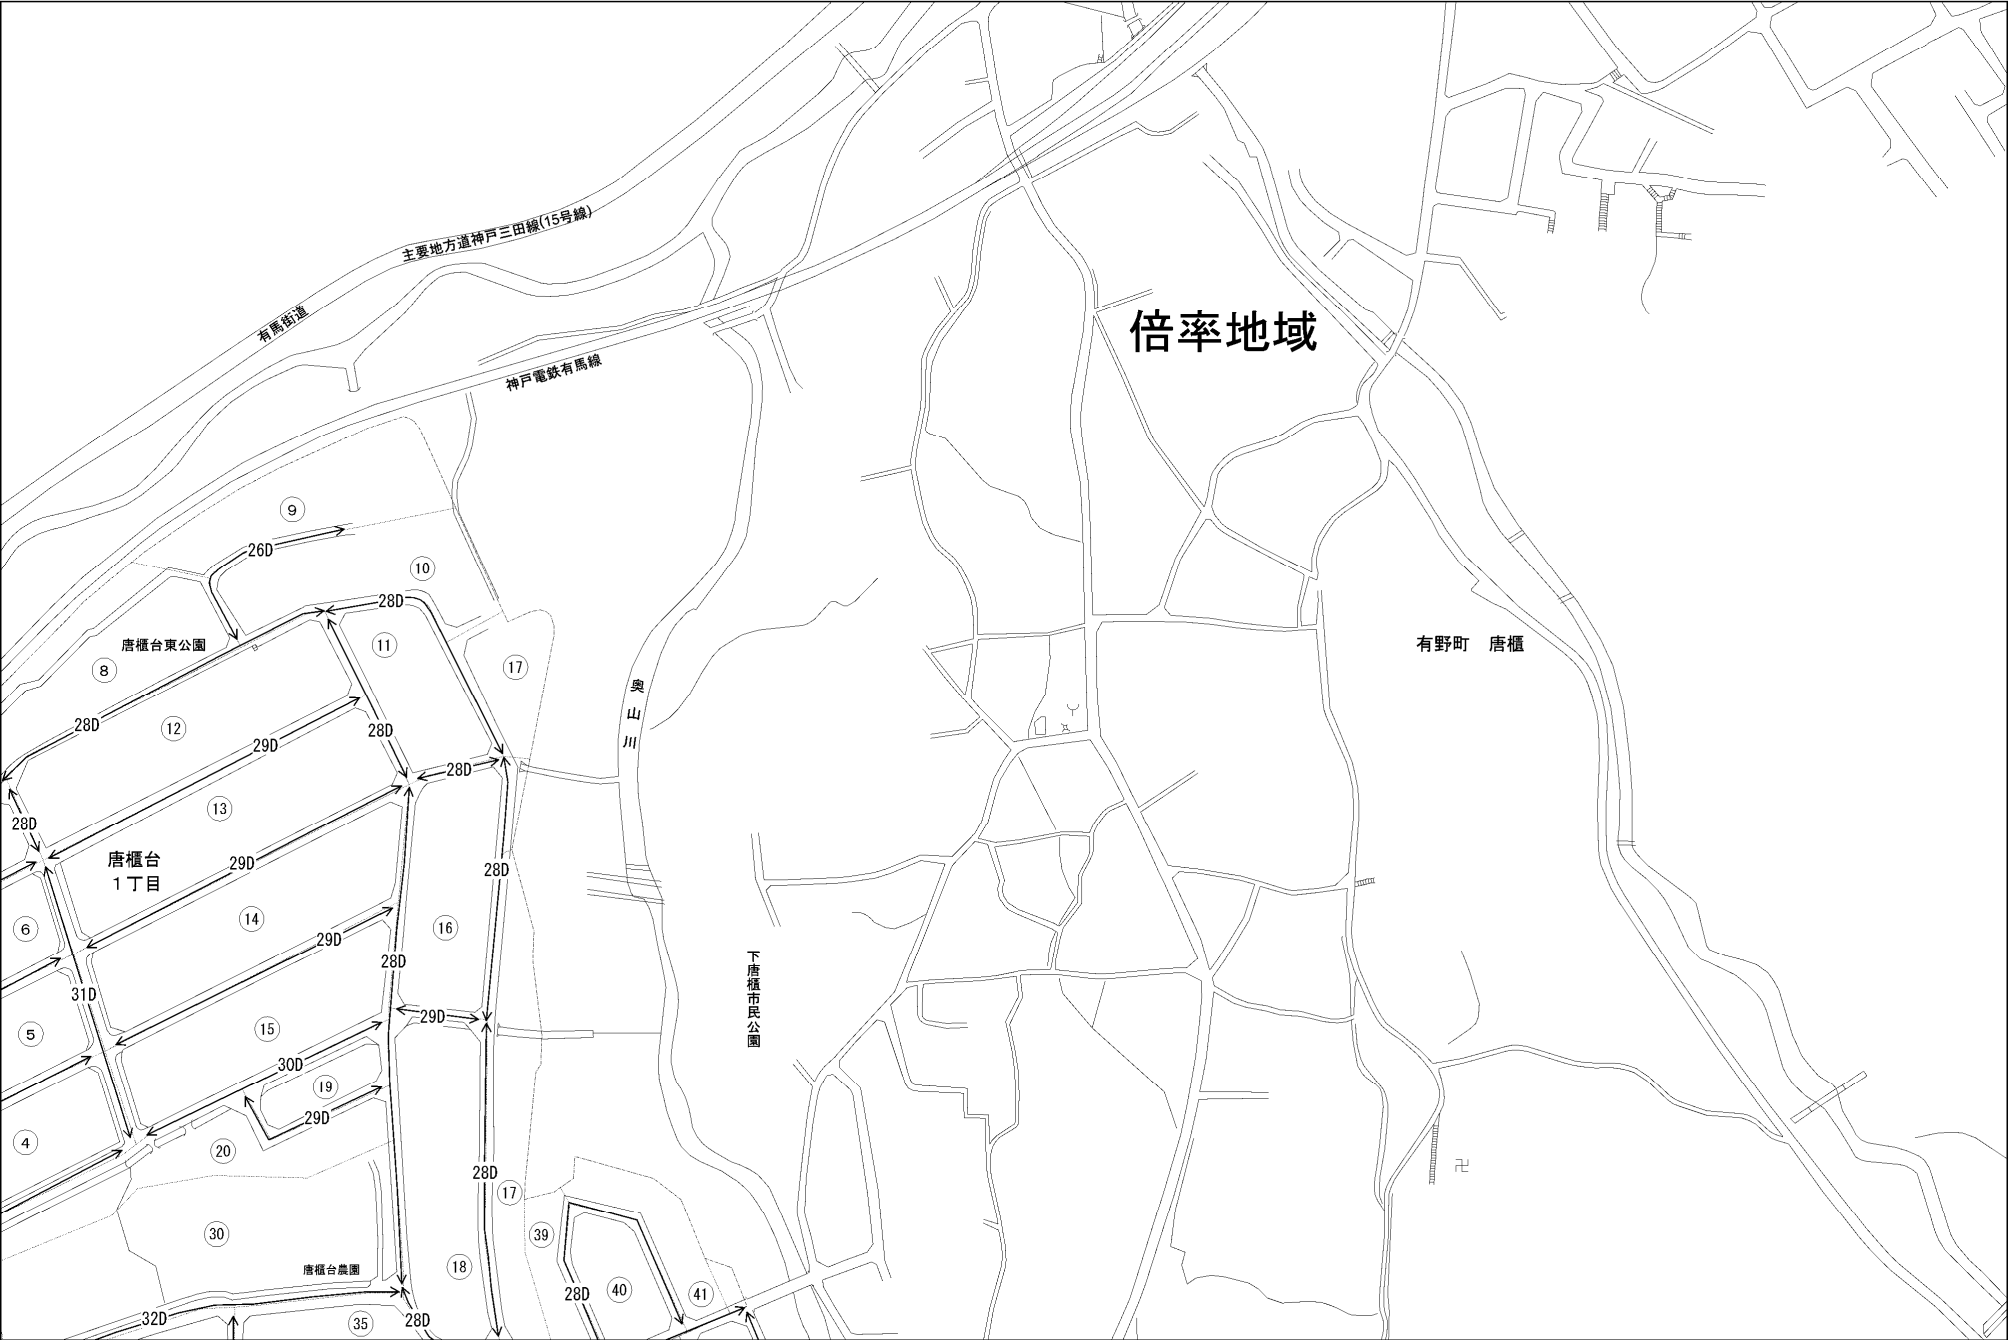 主要地方道神戸三田線(15号線)
有馬街道
倍率地域
神戸電鉄有馬線
9
26D
10
28D
唐櫃台東公園
11
有野町 唐櫃
8
17
奥山川
28D
12
28D
29D
28D
13
28D
唐櫃台
1丁目
29D
28D
14
6
16
29D
28D
下唐櫃市民公園
31D
5
15
29D
30D
19
29D
4
20
28D
17
30
39
唐櫃台農園
18
28D
40
41
32D
35
28D